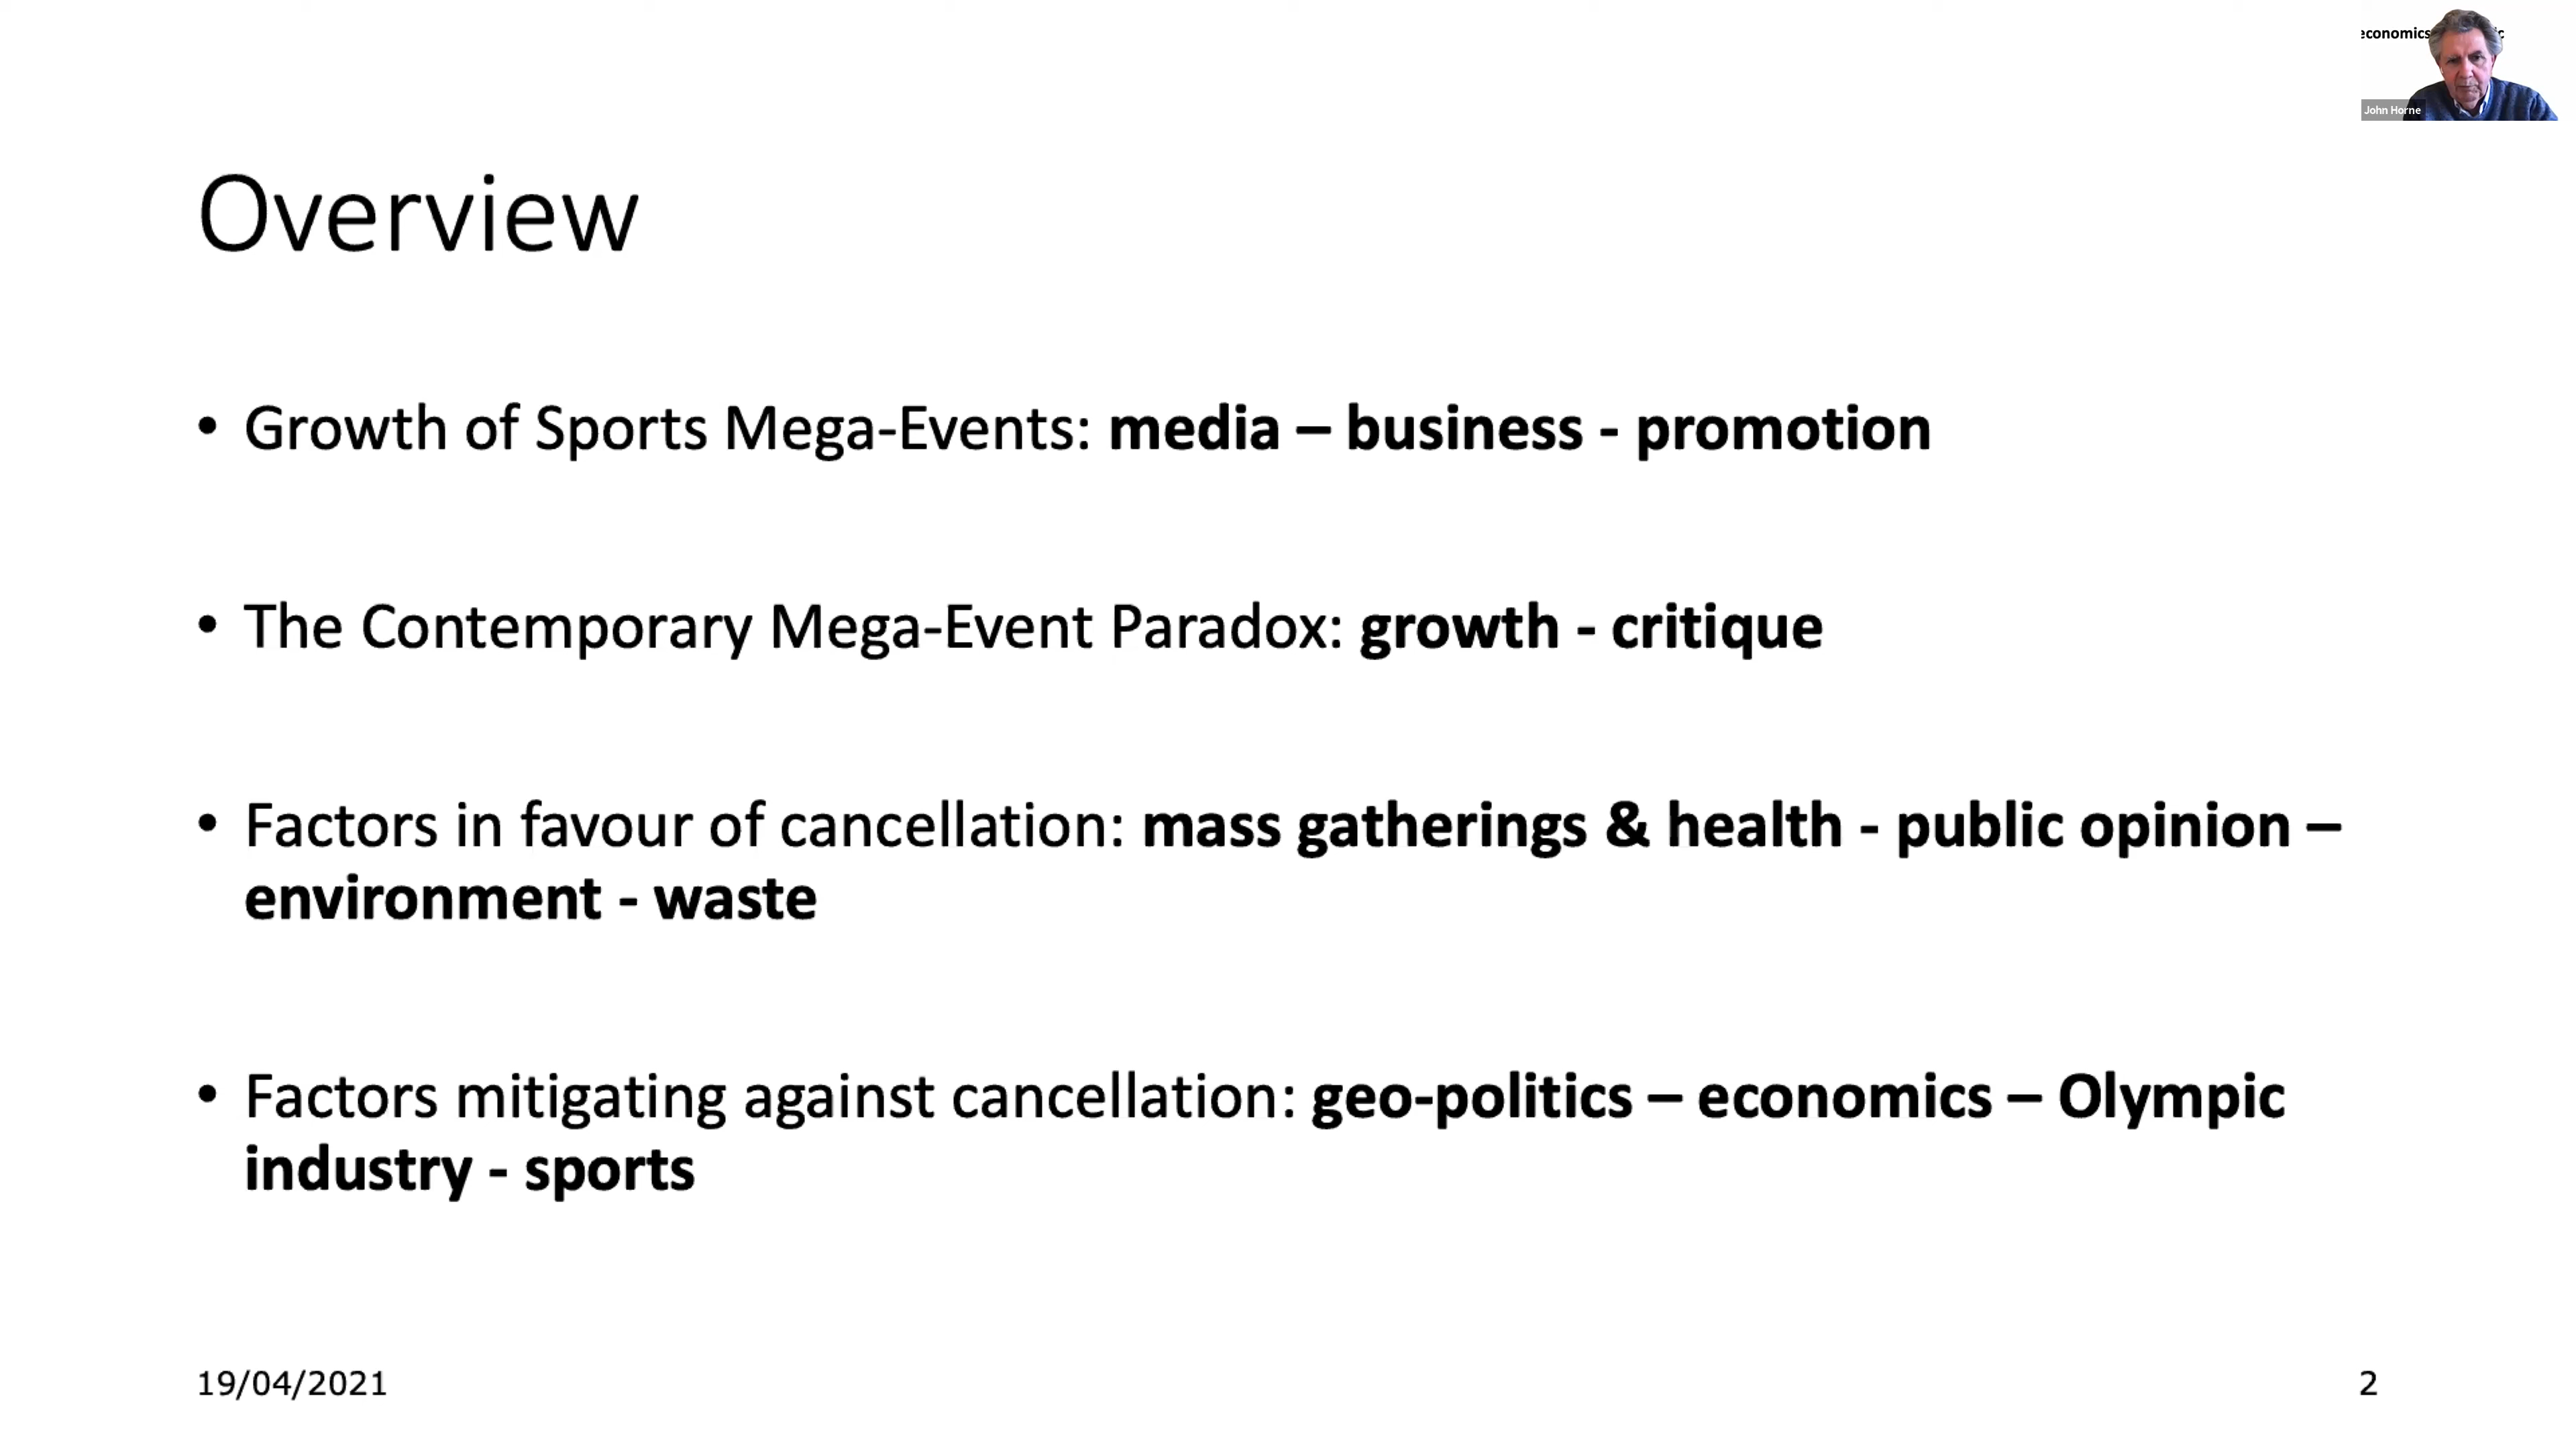 economics
John Horne
Overview
• Growth of Sports Mega-Events: media – business - promotion
• The Contemporary Mega-Event Paradox: growth - critique
• Factors in favour of cancellation: mass gatherings & health - public opinion –
environment - waste
• Factors mitigating against cancellation: geo-politics – economics – Olympic
industry - sports
19/04/2021
2